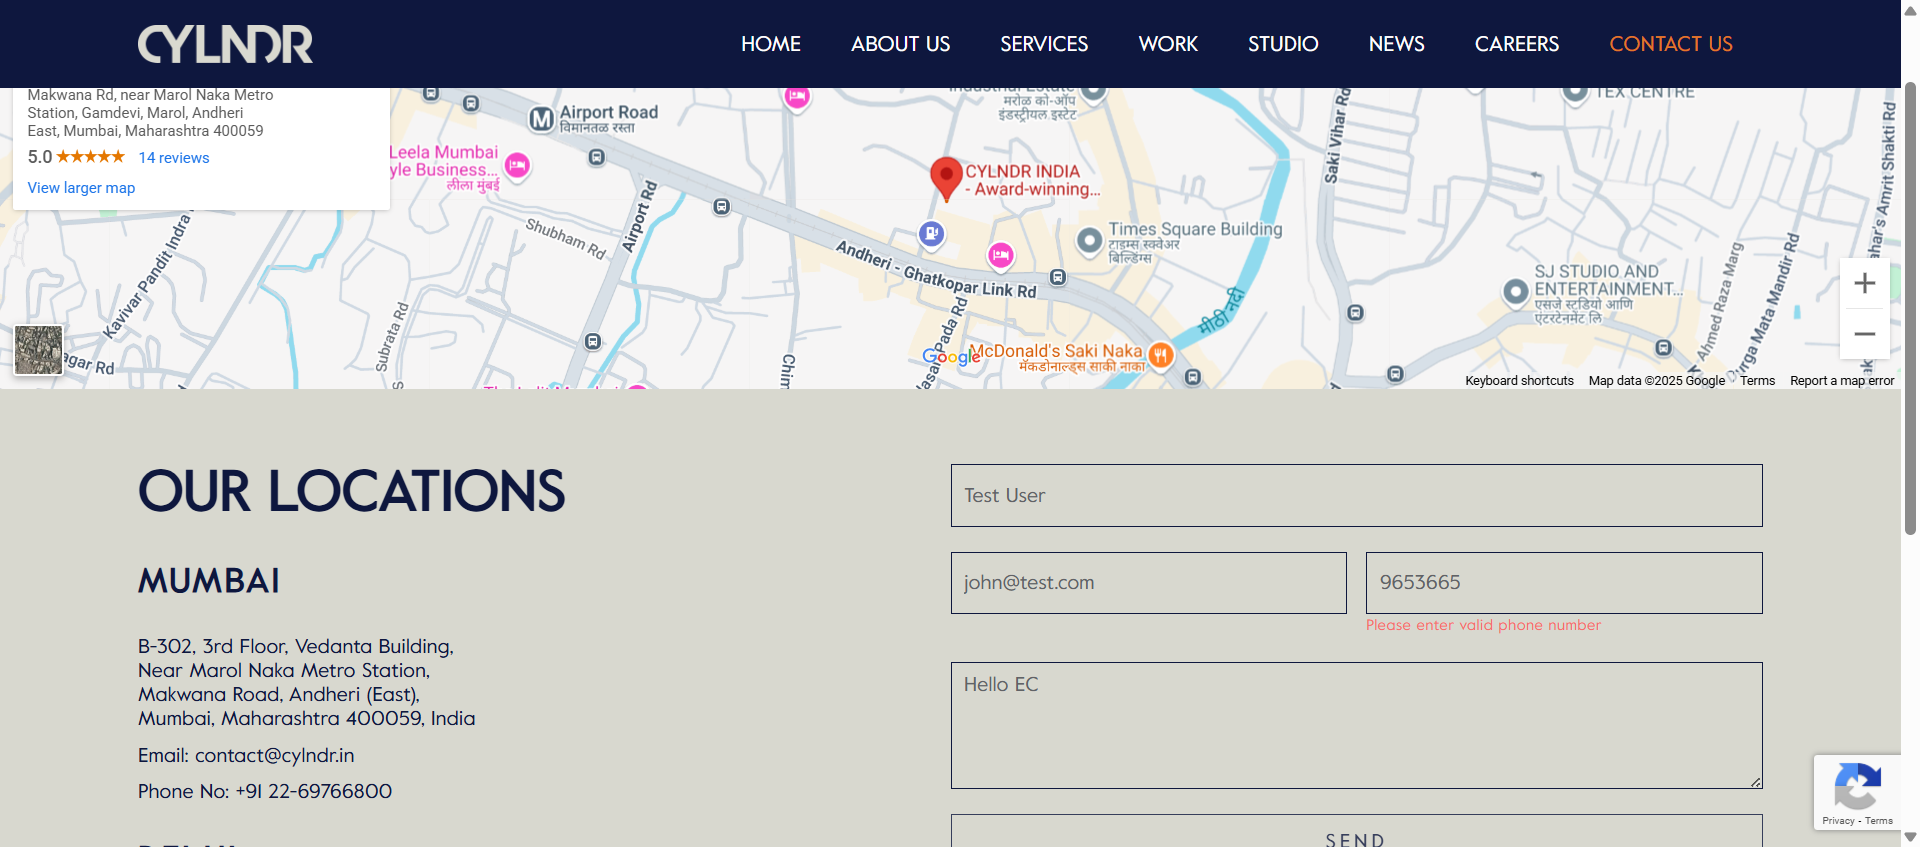 CYLNDR
HOME
ABOUT US
SERVICES
WORK
STUDIO
NEWS
CAREERS
CONTACT US
Makwana Rd, near Marol Naka Metro
Station, Gamdevi, Marol, Andheri
East, Mumbai, Maharashtra 400059
5.0 ★★★★★ 14 reviews
View larger map
Airport Road
विमानतळ रस्ता
Leela Mumbai
yle Business...
लीला मुंबई
Shubham Rd
Airport Rd
Kavivar Pandit Indra
Subrata Rd
agar Rd
मरोळ को-ऑप
इंडस्ट्रीयल इस्टेट
TEX CENTRE
CYLNDR INDIA
- Award-winning...
Times Square Building
टाइम्स स्क्वेअर
बिल्डिंग्स
Andheri - Ghatkopar Link Rd
Saki Vihar Rd
मीठी नदी
SJ STUDIO AND
ENTERTAINMENT...
एसजे स्टडियो आणि
एंटरटेनमेंट लि
Ahmed Raza Marg
Durga Mata Mandir Rd
har's Amrit Shakti Rd
asal Pada Rd
McDonald's Saki Naka
मॅकडोनाल्ड्स साकी नाका
Google
Keyboard shortcuts
Map data ©2025 Google
Terms
Report a map error
OUR LOCATIONS
MUMBAI
B-302, 3rd Floor, Vedanta Building,
Near Marol Naka Metro Station,
Makwana Road, Andheri (East),
Mumbai, Maharashtra 400059, India
Email: contact@cylndr.in
Phone No: +91 22-69766800
Test User
john@test.com
9653665
Please enter valid phone number
Hello EC
SEND
Privacy - Terms